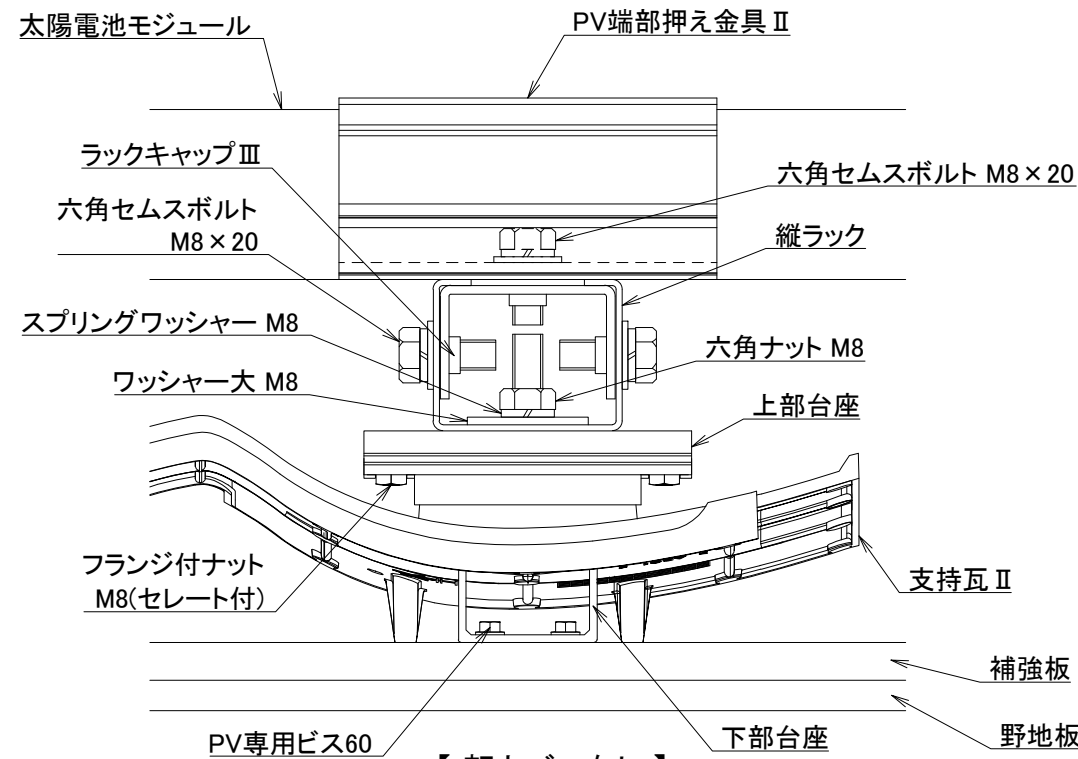 太陽電池モジュール
PV端部押え金具Ⅱ
ラックキャップⅢ
六角セムスボルト M8×20
六角セムスボルト
M8×20
縦ラック
スプリングワッシャー M8
六角ナット M8
ワッシャー大 M8
上部台座
フランジ付ナット
M8(セレート付)
支持瓦Ⅱ
補強板
野地板
PV専用ビス60
下部台座